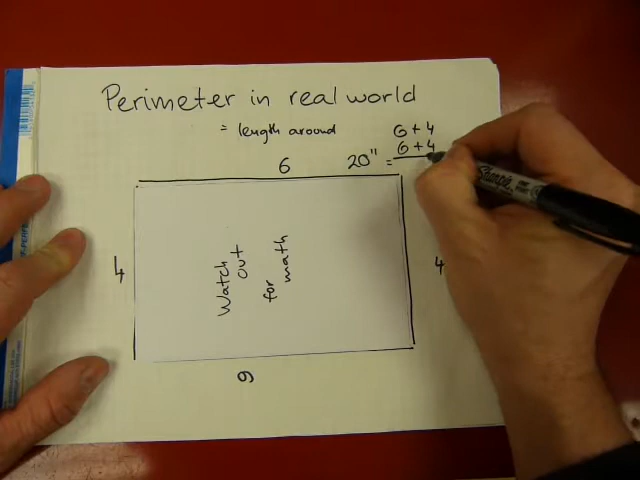 Perimeter in real world
= length around
6 + 4
6 + 4
20" =
6
4
Watch
out
for
math
4
6
Sharpie